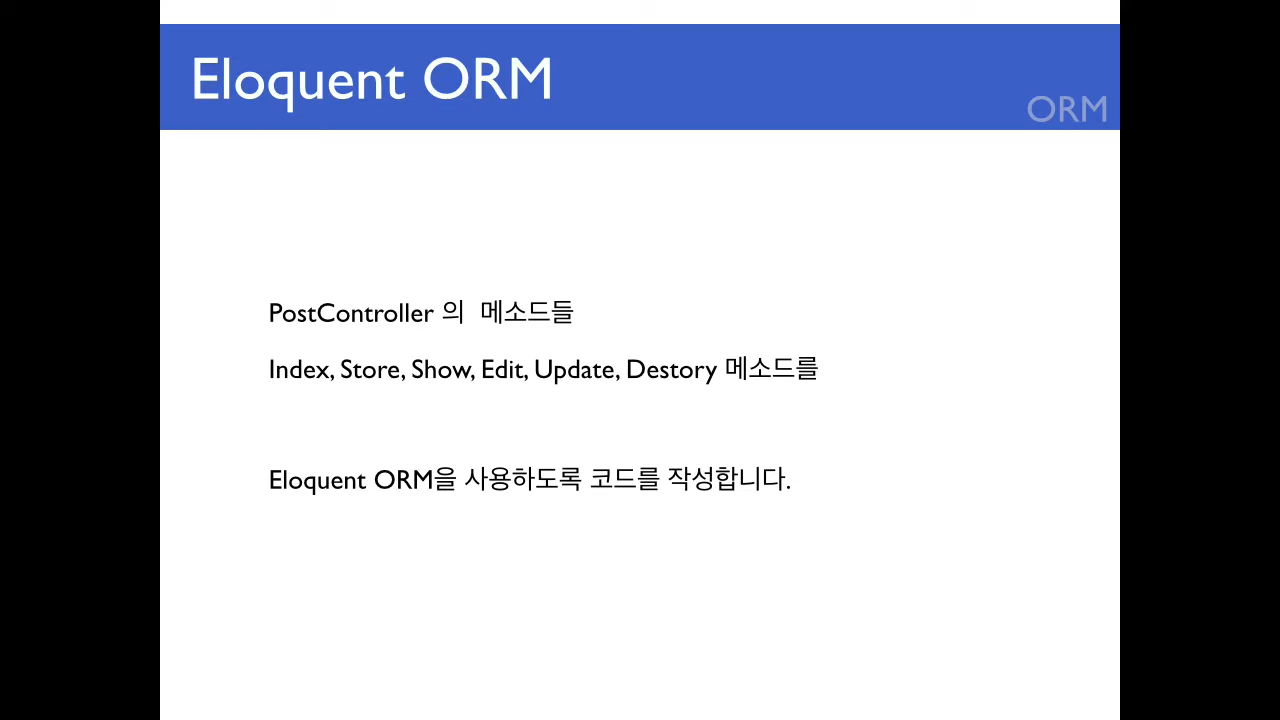 Eloquent ORM
ORM
PostController 의 메소드들
Index, Store, Show, Edit, Update, Destory 메소드를
Eloquent ORM을 사용하도록 코드를 작성합니다.